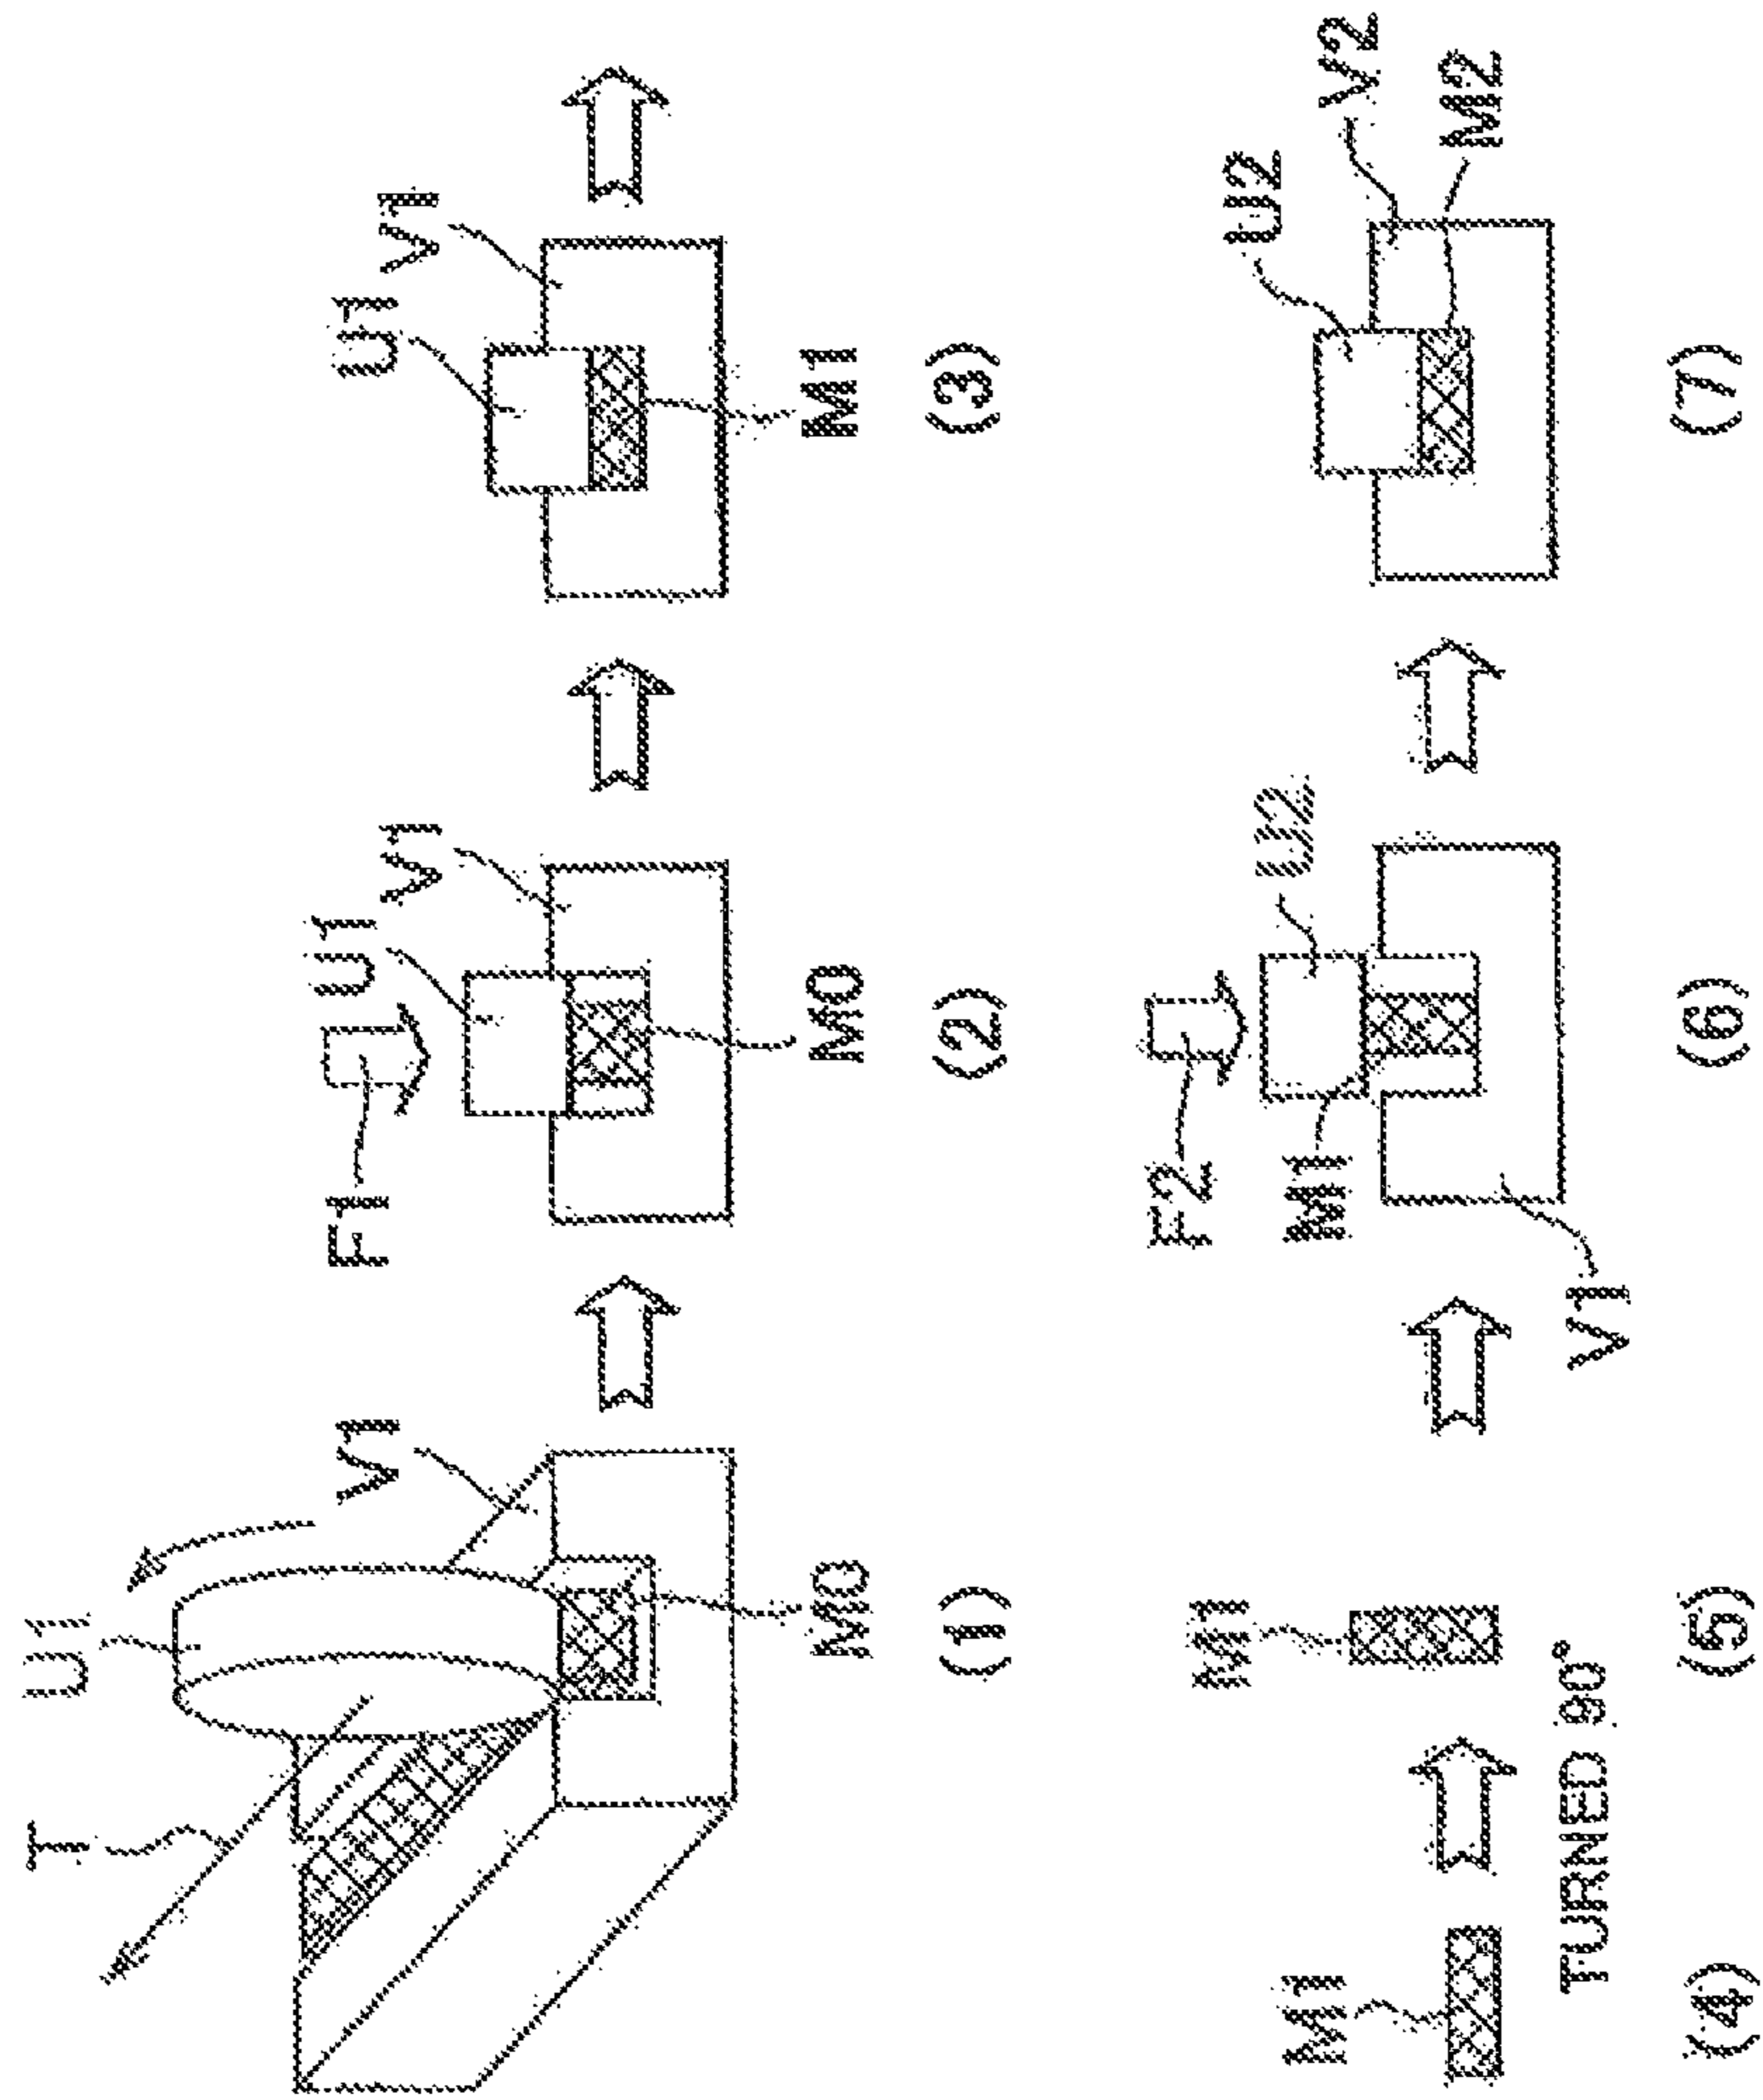 T
U1
V1
M0
(1)
F1
U1
V1
M0
(2)
U1
V1
M1
(3)
M1
(4)
TURNED 90°
M1
(5)
F2
M1
U2
V1
(6)
U2
V2
M2
(7)